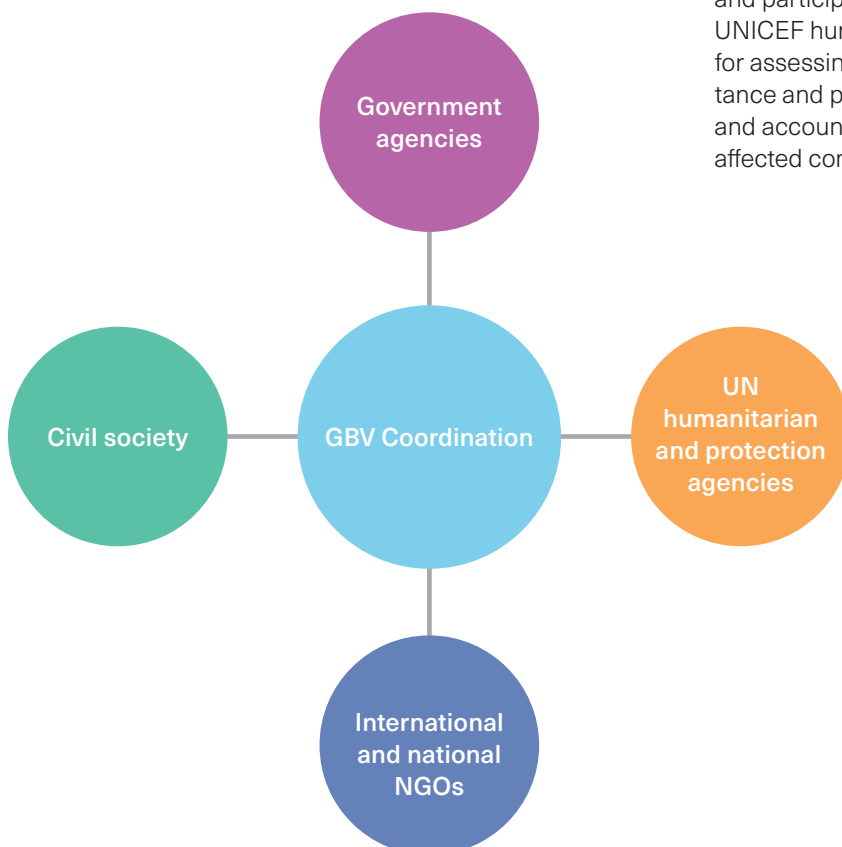 and particip
UNICEF hu
for assessin
tance and p
and accoun
affected co
Government
agencies
Civil society
GBV Coordination
UN
humanitarian
and protection
agencies
International
and national
NGOs